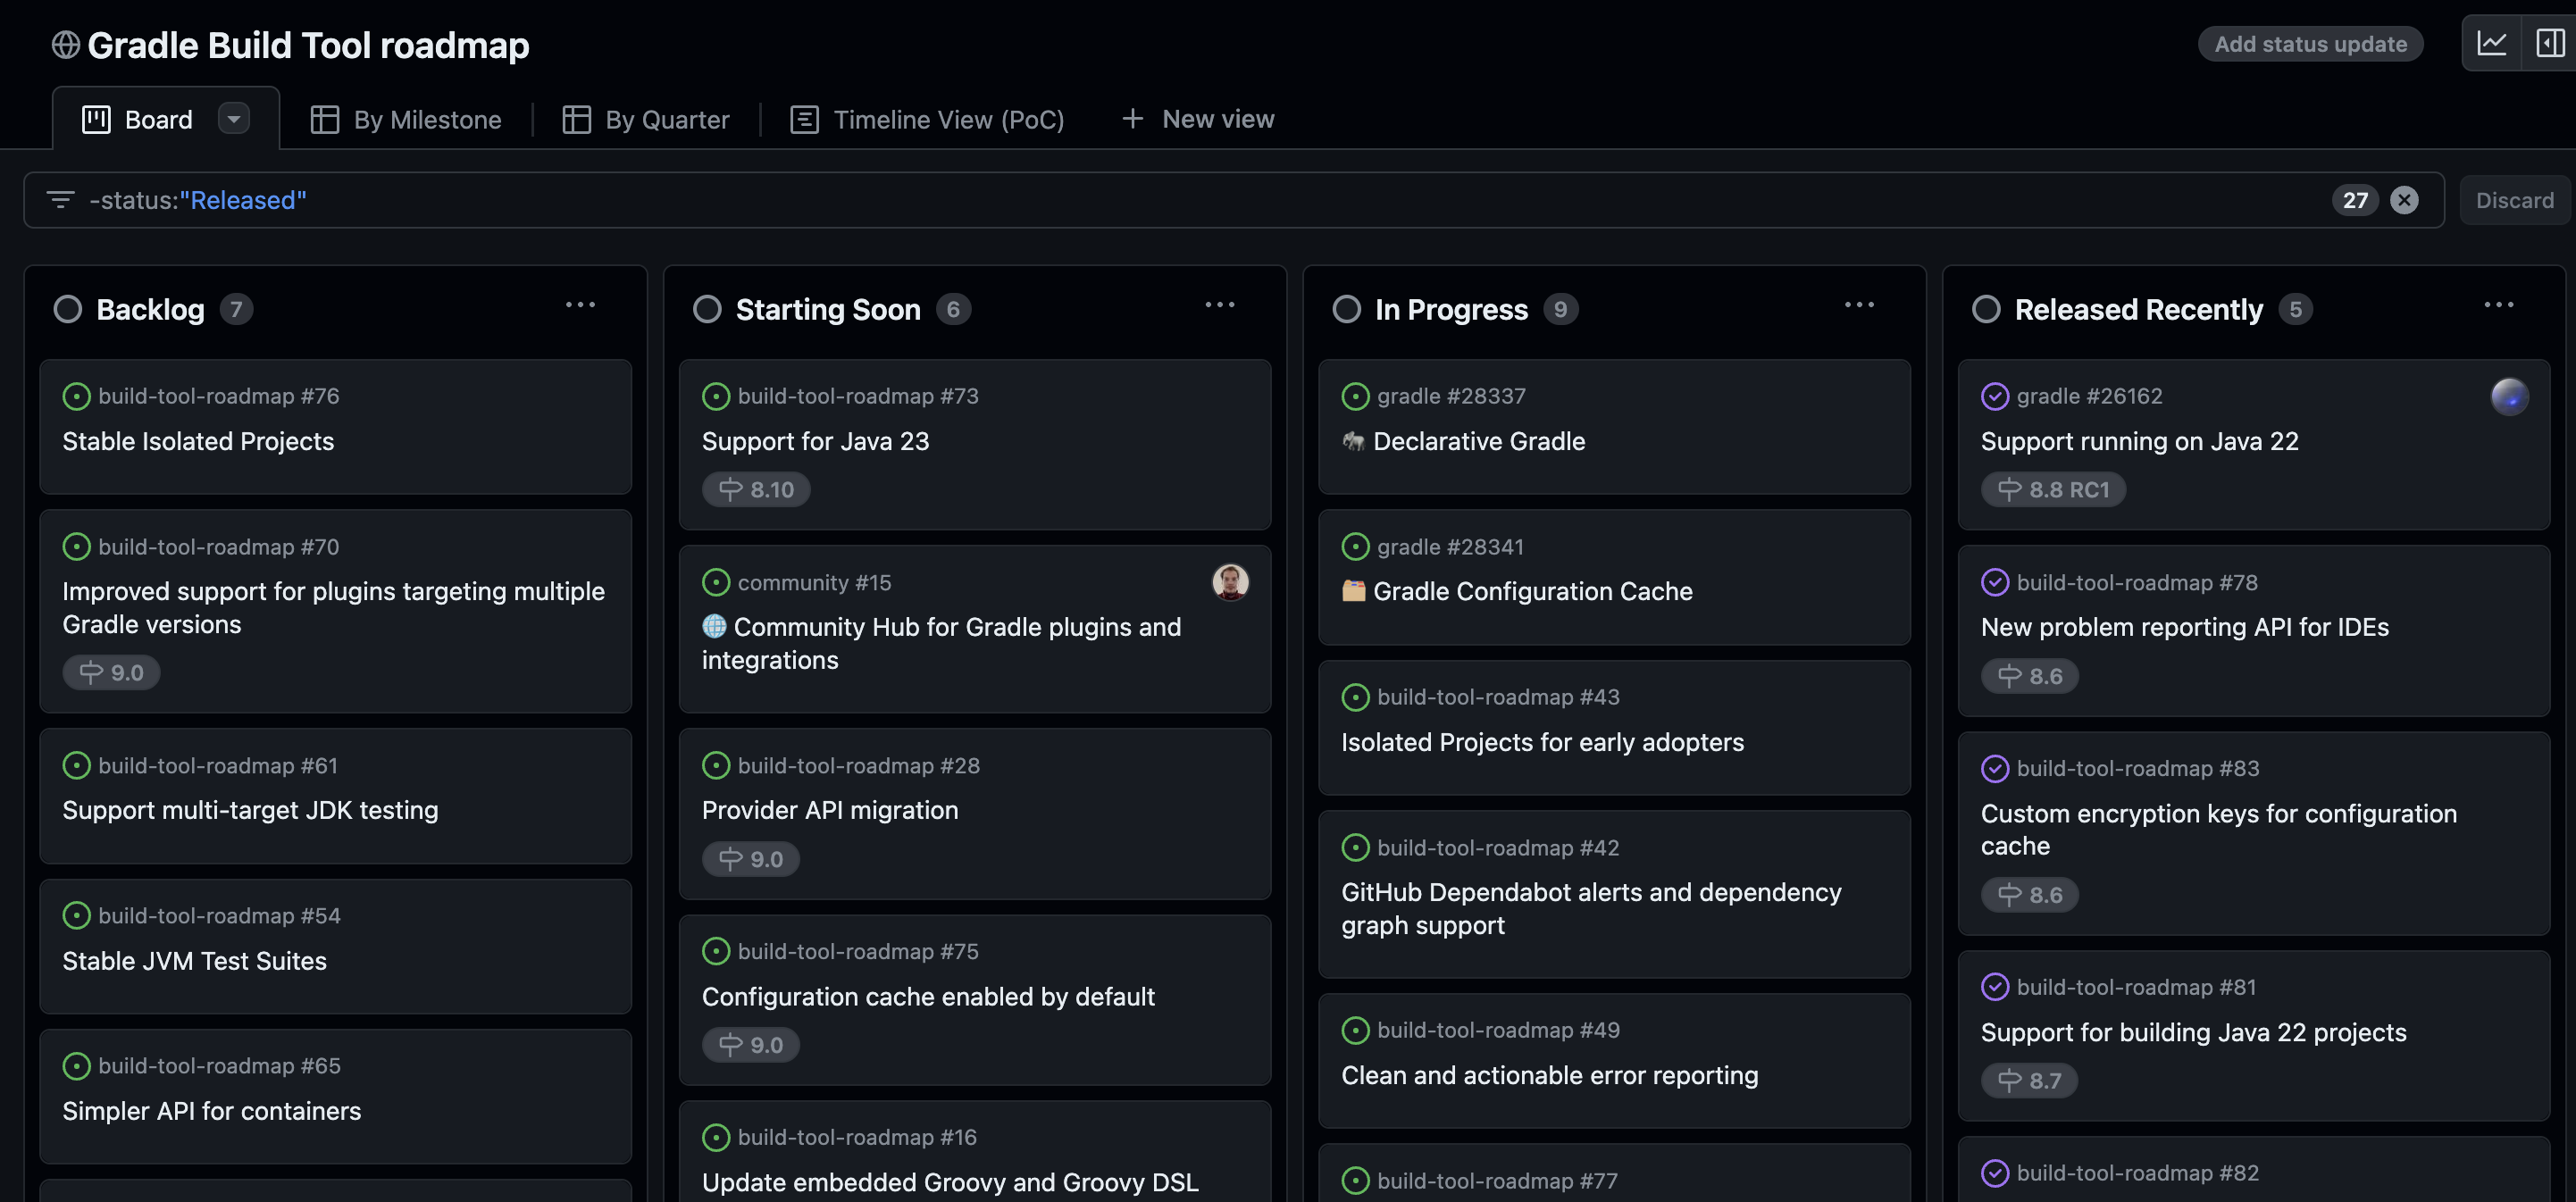 Gradle Build Tool roadmap
Add status update
Board
By Milestone
By Quarter
Timeline View (PoC)
+ New view
-status:"Released"
27
Discard
Backlog 7
build-tool-roadmap #76
Stable Isolated Projects
build-tool-roadmap #70
Improved support for plugins targeting multiple
Gradle versions
9.0
build-tool-roadmap #61
Support multi-target JDK testing
build-tool-roadmap #54
Stable JVM Test Suites
build-tool-roadmap #65
Simpler API for containers
Starting Soon 6
build-tool-roadmap #73
Support for Java 23
8.10
community #15
🌐 Community Hub for Gradle plugins and
integrations
build-tool-roadmap #28
Provider API migration
9.0
build-tool-roadmap #75
Configuration cache enabled by default
9.0
build-tool-roadmap #16
Update embedded Groovy and Groovy DSL
In Progress 9
gradle #28337
🐘 Declarative Gradle
gradle #28341
🗂️ Gradle Configuration Cache
build-tool-roadmap #43
Isolated Projects for early adopters
build-tool-roadmap #42
GitHub Dependabot alerts and dependency
graph support
build-tool-roadmap #49
Clean and actionable error reporting
build-tool-roadmap #77
Released Recently 5
gradle #26162
Support running on Java 22
8.8 RC1
build-tool-roadmap #78
New problem reporting API for IDEs
8.6
build-tool-roadmap #83
Custom encryption keys for configuration
cache
8.6
build-tool-roadmap #81
Support for building Java 22 projects
8.7
build-tool-roadmap #82